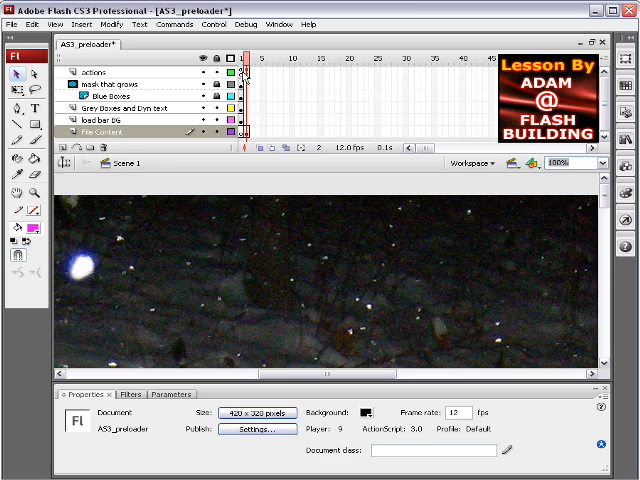 Adobe Flash CS3 Professional - [AS3_preloader*]
File Edit View Insert Modify Text Commands Control Debug Window Help
Fl
AS3_preloader*
1 5 10 15 20 25 30 35 40 45
actions
mask that grows
Blue Boxes
Grey Boxes and Dyn text
load bar BG
File Content
2 12.0 fps 0.1s
Lesson By
ADAM
@
FLASH
BUILDING
Scene 1
Workspace
100%
Properties Filters Parameters
Fl
Document
AS3_preloader
Size: 420 x 320 pixels Background: Frame rate: 12 fps
Publish: Settings... Player: 9 ActionScript: 3.0 Profile: Default
Document class: